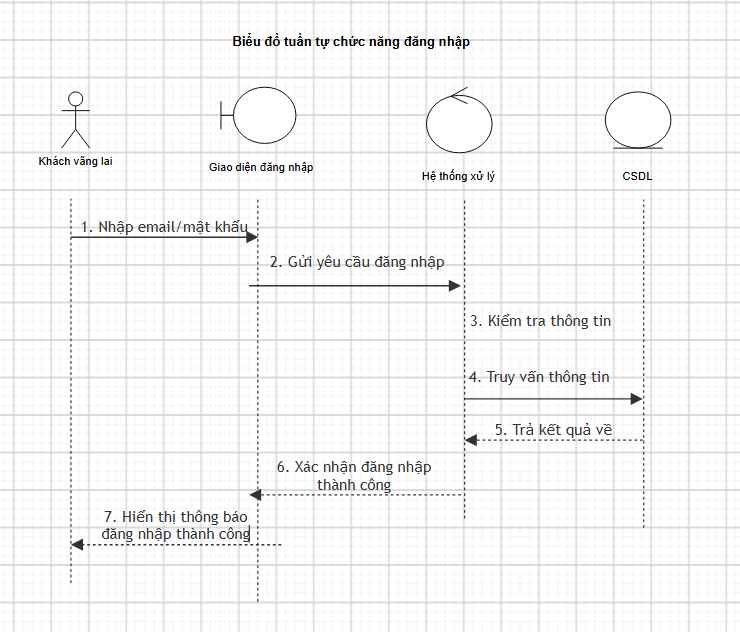 Biểu đồ tuần tự chức năng đăng nhập
Khách vãng lai
Giao diện đăng nhập
Hệ thống xử lý
CSDL
1. Nhập email/mật khẩu
2. Gửi yêu cầu đăng nhập
3. Kiểm tra thông tin
4. Truy vấn thông tin
5. Trả kết quả về
6. Xác nhận đăng nhập
thành công
7. Hiển thị thông báo
đăng nhập thành công